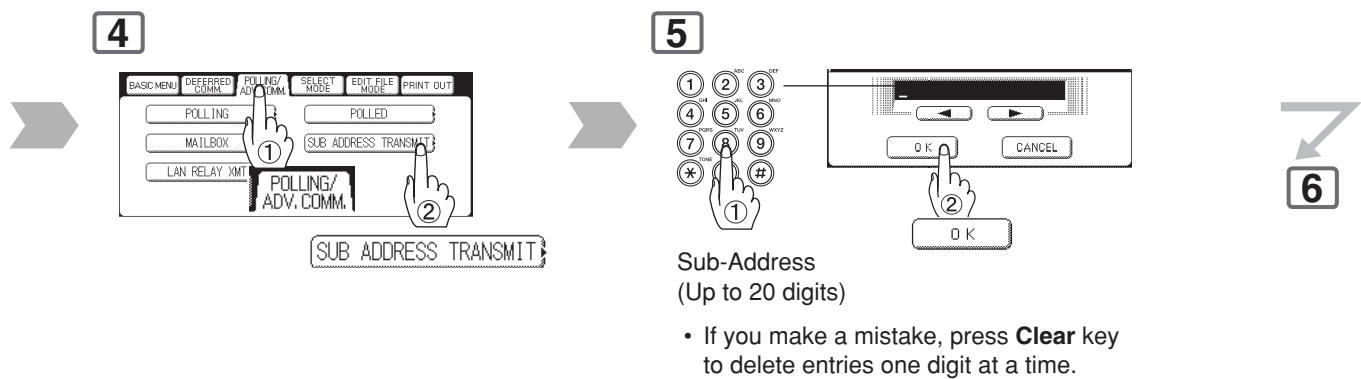 4
BASIC MENU
DEFERRED
COMM.
POLLING/
ADV.COMM.
SELECT
MODE
EDIT FILE
MODE
PRINT OUT
POLLING
POLLED
MAILBOX
SUB ADDRESS TRANSMIT
LAN RELAY XMT
①
POLLING/
ADV.COMM.
②
SUB ADDRESS TRANSMIT
5
1 2 ABC 3 DEF
4 GHI 5 JKL 6 MNO
7 PQRS 8 TUV 9 WXYZ
* TONE #
①
◄ ►
OK CANCEL
②
OK
Sub-Address
(Up to 20 digits)
• If you make a mistake, press Clear key
to delete entries one digit at a time.
6